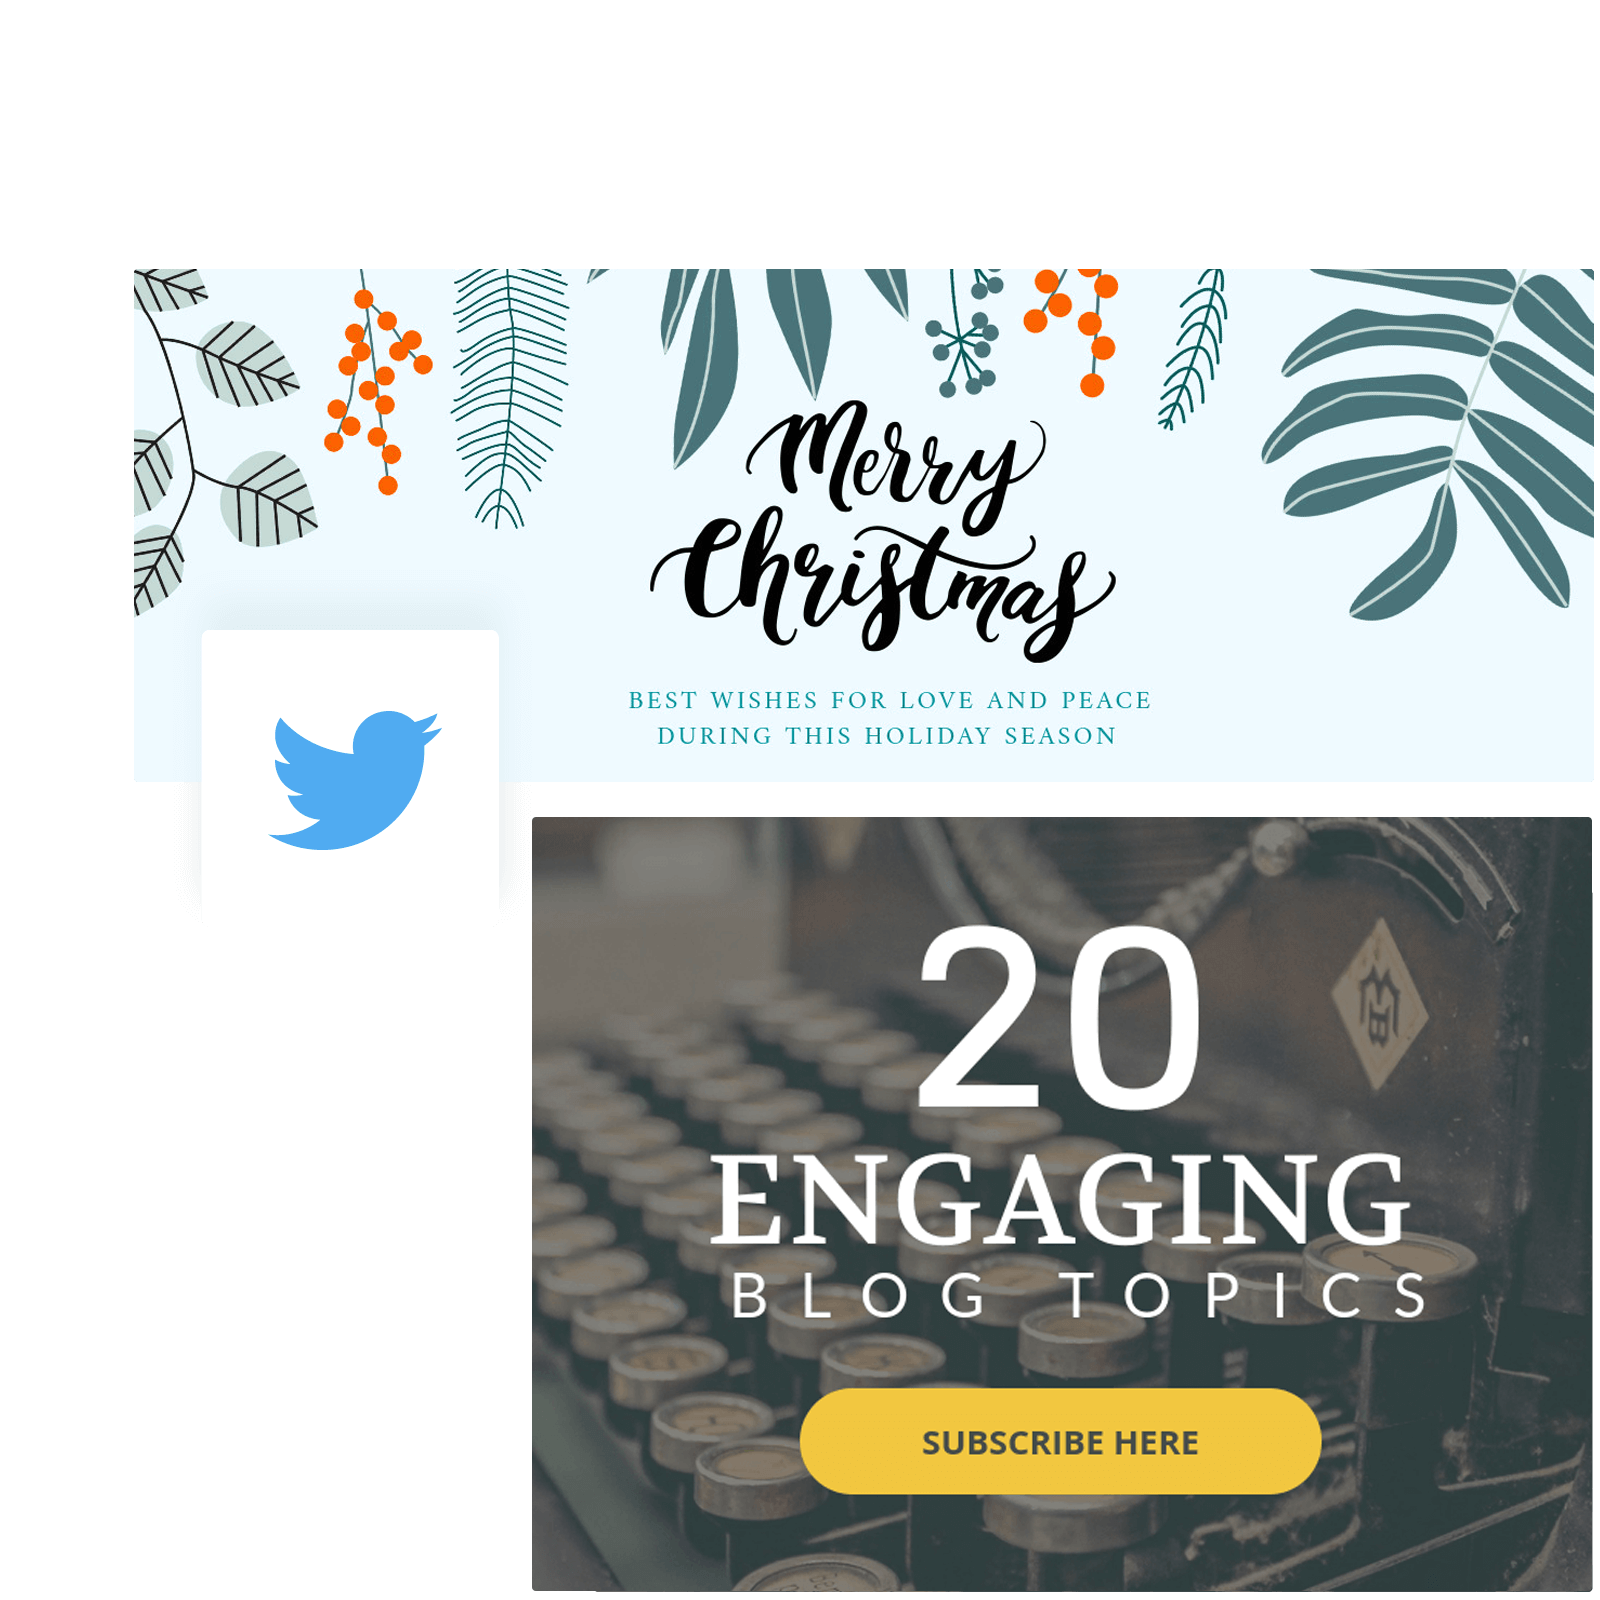 Merry
Christmas
BEST WISHES FOR LOVE AND PEACE
DURING THIS HOLIDAY SEASON
20
ENGAGING
BLOG TOPICS
SUBSCRIBE HERE